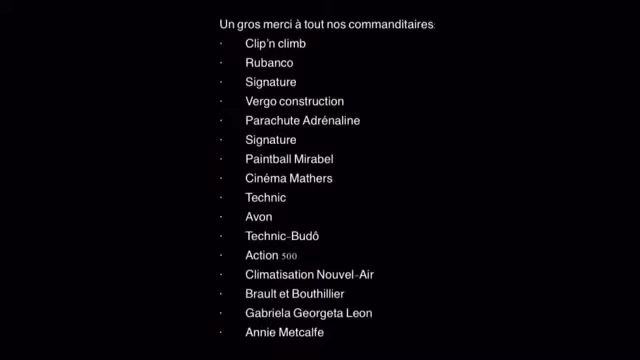 Un gros merci à tout nos commanditaires:
· Clip'n climb
· Rubanco
· Signature
· Vergo construction
· Parachute Adrénaline
· Signature
· Paintball Mirabel
· Cinéma Mathers
· Technic
· Avon
· Technic-Budô
· Action 500
· Climatisation Nouvel-Air
· Brault et Bouthillier
· Gabriela Georgeta Leon
· Annie Metcalfe